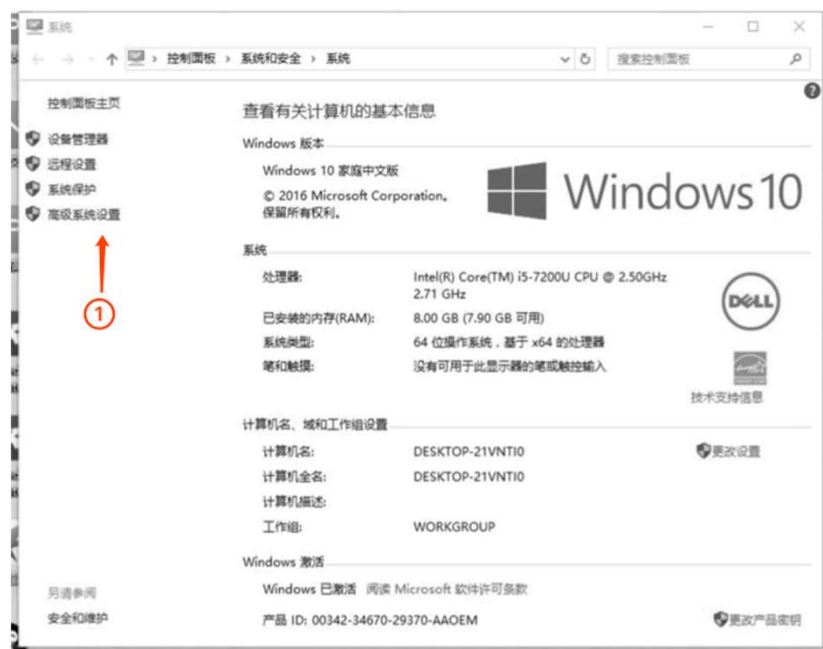 系统
控制面板 > 系统和安全 > 系统
搜索控制面板
控制面板主页
设备管理器
远程设置
系统保护
高级系统设置
1
查看有关计算机的基本信息
Windows 版本
Windows 10 家庭中文版
© 2016 Microsoft Corporation。
保留所有权利。
Windows 10
系统
处理器: Intel(R) Core(TM) i5-7200U CPU @ 2.50GHz
2.71 GHz
已安装的内存(RAM): 8.00 GB (7.90 GB 可用)
系统类型: 64 位操作系统，基于 x64 的处理器
笔和触摸: 没有可用于此显示器的笔或触控输入
DELL
技术支持信息
计算机名、域和工作组设置
计算机名: DESKTOP-21VNTI0
更改设置
计算机全名: DESKTOP-21VNTI0
计算机描述:
工作组: WORKGROUP
Windows 激活
Windows 已激活 阅读 Microsoft 软件许可条款
产品 ID: 00342-34670-29370-AAOEM
更改产品密钥
另请参阅
安全和维护